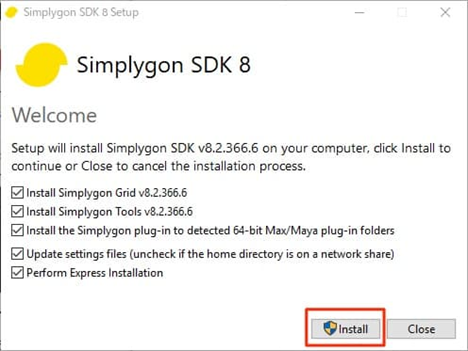 Simplygon SDK 8 Setup
Simplygon SDK 8
Welcome
Setup will install Simplygon SDK v8.2.366.6 on your computer, click Install to
continue or Close to cancel the installation process.
Install Simplygon Grid v8.2.366.6
Install Simplygon Tools v8.2.366.6
Install the Simplygon plug-in to detected 64-bit Max/Maya plug-in folders
Update settings files (uncheck if the home directory is on a network share)
Perform Express Installation
Install
Close